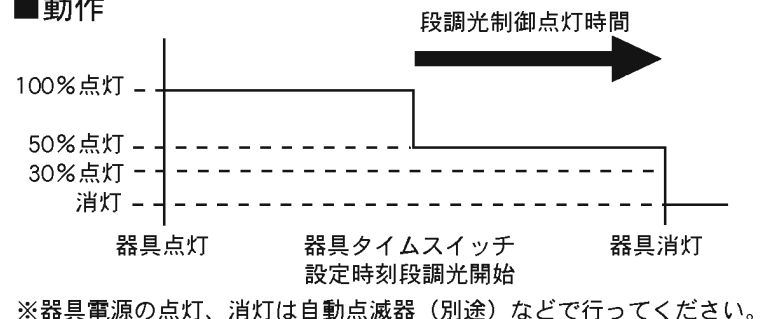 ■動作
段調光制御点灯時間
100%点灯
50%点灯
30%点灯
消灯
器具点灯
器具タイムスイッチ
設定時刻段調光開始
器具消灯
※器具電源の点灯、消灯は自動点滅器（別途）などで行ってください。